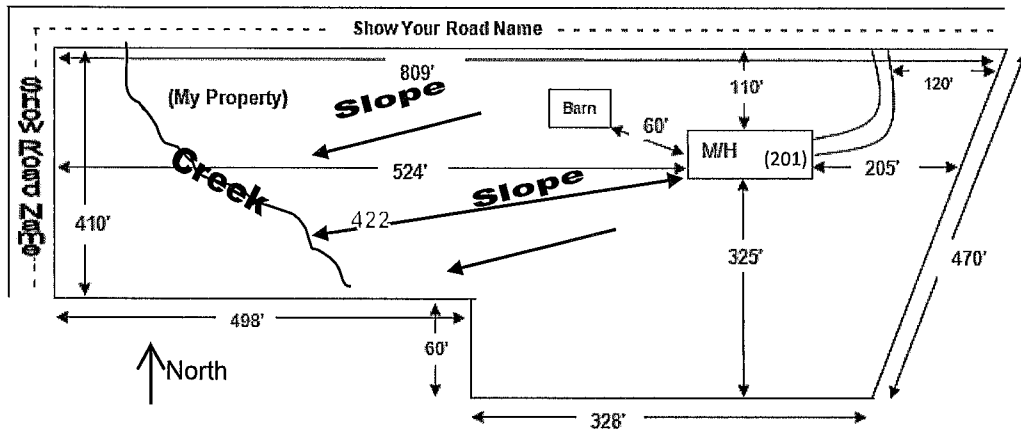 Show Your Road Name
809'
110'
120'
(My Property)
Slope
Barn
60'
M/H (201)
Show Road Name
Creek
524'
205'
Slope
410'
422
325'
470'
498'
60'
North
328'